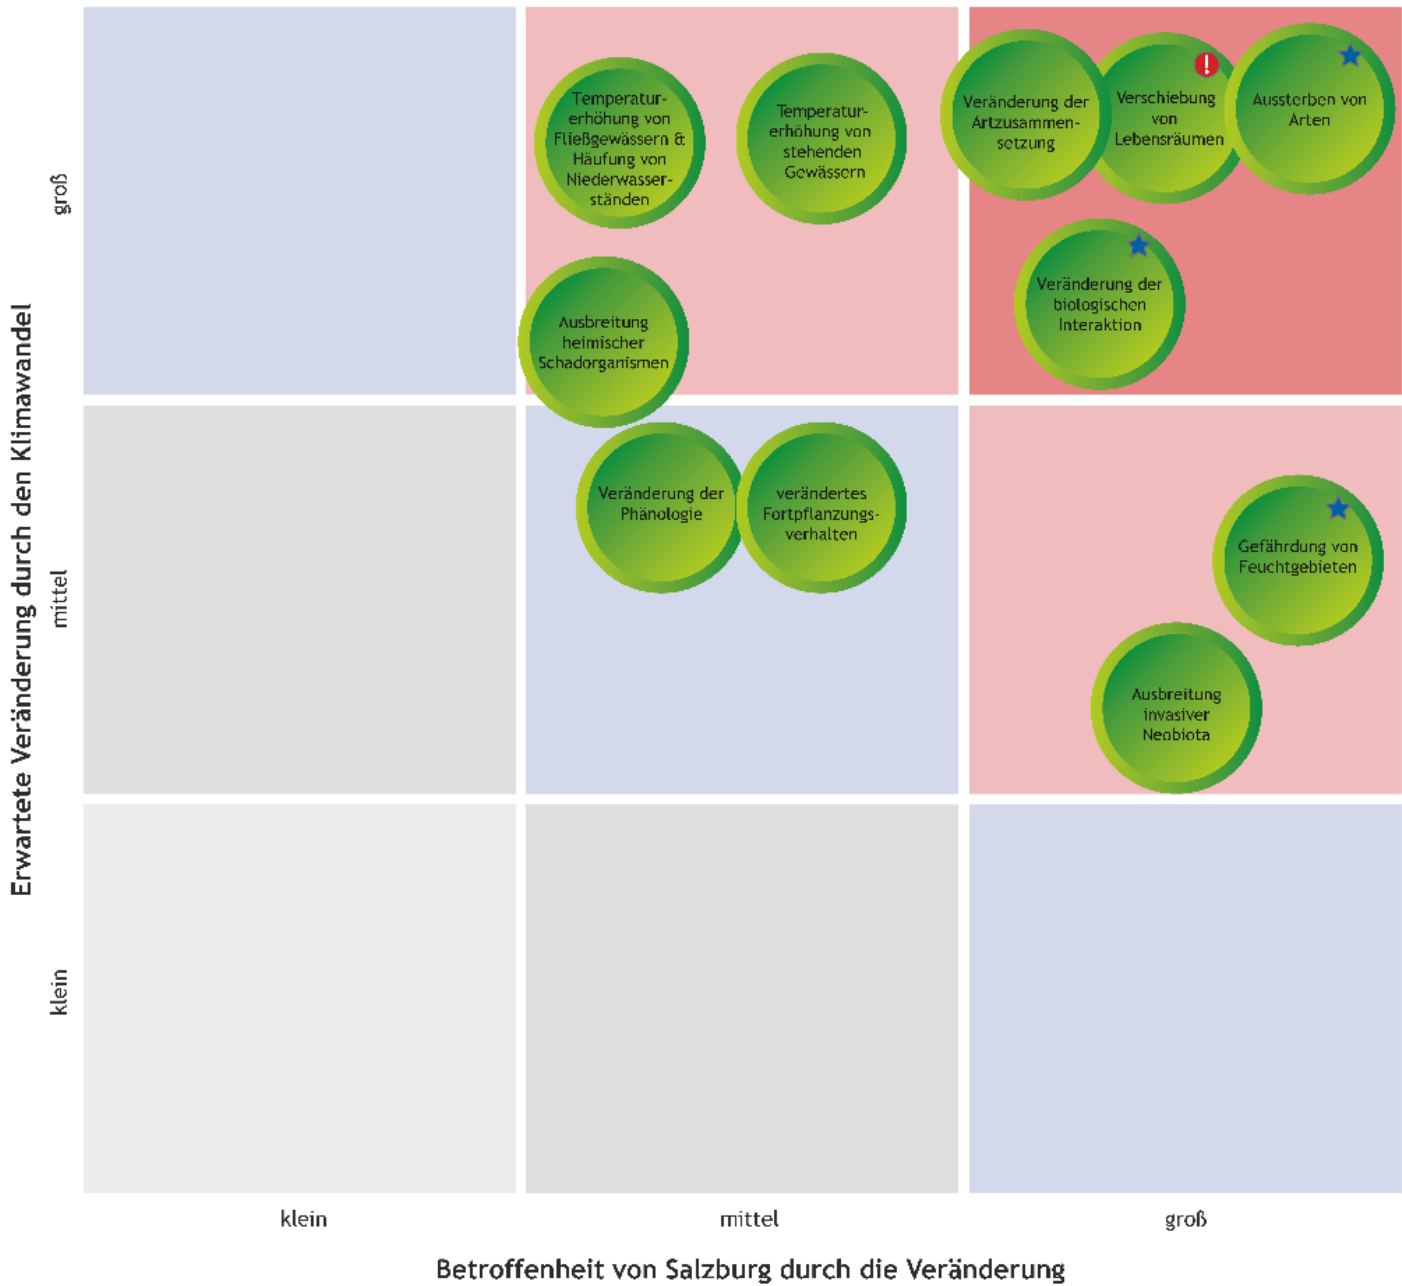 Erwartete Veränderung durch den Klimawandel
groß
mittel
klein
Temperatur-
erhöhung von
Fließgewässern &
Häufung von
Niederwasser-
ständen
Temperatur-
erhöhung von
stehenden
Gewässern
Veränderung der
Artzusammen-
setzung
Verschiebung
von
Lebensräumen
!
Aussterben von
Arten
Veränderung der
biologischen
Interaktion
Ausbreitung
heimischer
Schadorganismen
Veränderung der
Phänologie
verändertes
Fortpflanzungs-
verhalten
Gefährdung von
Feuchtgebieten
Ausbreitung
invasiver
Neobiota
klein
mittel
groß
Betroffenheit von Salzburg durch die Veränderung